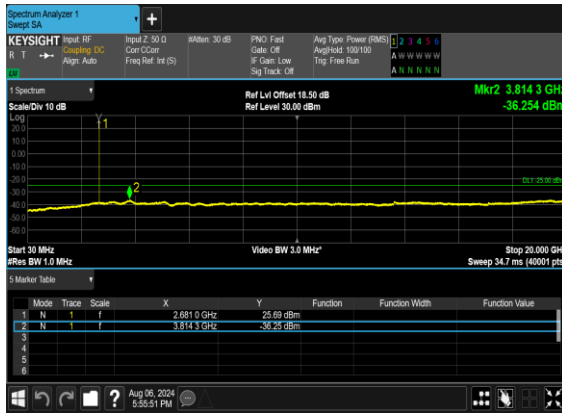 Spectrum Analyzer 1
Swept SA
KEYSIGHT Input: RF Input Z: 50 Ω #Atten: 30 dB PNO: Fast Avg Type: Power (RMS) 1 2 3 4 5 6
R T Coupling: DC Corr CCorr Gate: Off Avg|Hold: 100/100 A W W W W W
Align: Auto Freq Ref: Int (S) IF Gain: Low Trig: Free Run
Sig Track: Off A N N N N N
1 Spectrum Ref Lvl Offset 18.50 dB Mkr2 3.814 3 GHz
Scale/Div 10 dB Ref Level 30.00 dBm -36.254 dBm
Log
20.0
10.0
0.00
-10.0
-20.0
-30.0
-40.0
-50.0
-60.0
1
2
DL1 -25.00 dBm
Start 30 MHz Video BW 3.0 MHz* Stop 20.000 GHz
#Res BW 1.0 MHz Sweep 34.7 ms (40001 pts)
5 Marker Table
Mode Trace Scale X Y Function Function Width Function Value
1 N 1 f 2.681 0 GHz 25.69 dBm
2 N 1 f 3.814 3 GHz -36.25 dBm
3
4
5
6
? Aug 06, 2024
5:55:51 PM